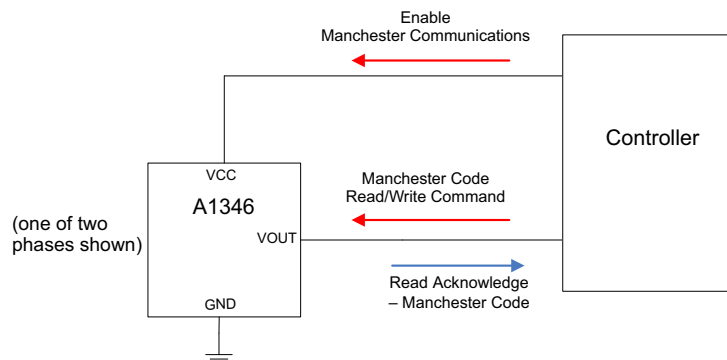 Enable
Manchester Communications
Controller
VCC
A1346
Manchester Code
Read/Write Command
(one of two
phases shown)
VOUT
Read Acknowledge
– Manchester Code
GND